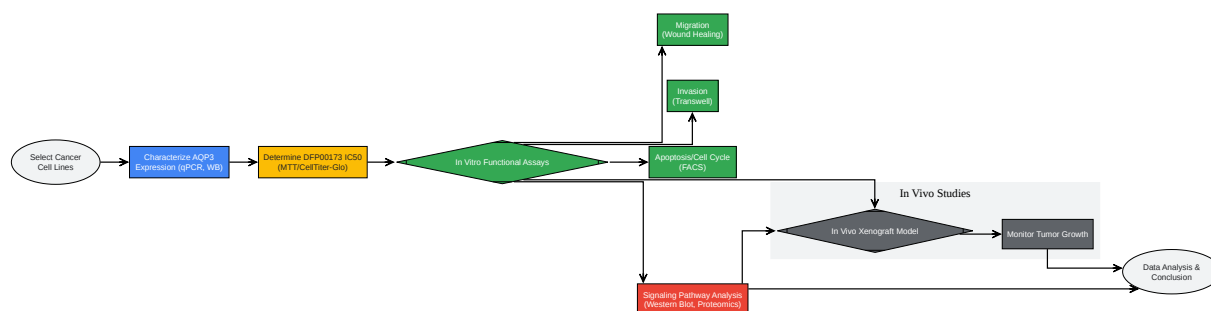 Migration
(Wound Healing)
Invasion
(Transwell)
Select Cancer
Cell Lines
Characterize AQP3
Expression (qPCR, WB)
Determine DFP00173 IC50
(MTT/CellTiter-Glo)
In Vitro Functional Assays
Apoptosis/Cell Cycle
(FACS)
In Vivo Studies
In Vivo Xenograft Model
Monitor Tumor Growth
Data Analysis &
Conclusion
Signaling Pathway Analysis
(Western Blot, Proteomics)